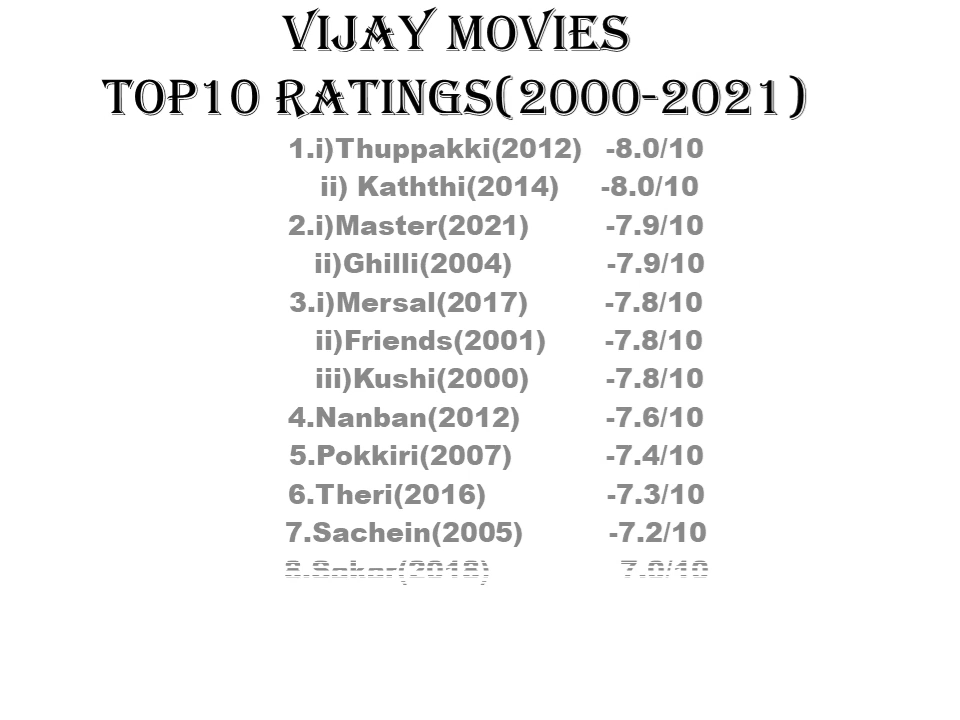 VIJAY MOVIES
TOP10 RATINGS(2000-2021)
1.i)Thuppakki(2012) -8.0/10
ii) Kaththi(2014) -8.0/10
2.i)Master(2021) -7.9/10
ii)Ghilli(2004) -7.9/10
3.i)Mersal(2017) -7.8/10
ii)Friends(2001) -7.8/10
iii)Kushi(2000) -7.8/10
4.Nanban(2012) -7.6/10
5.Pokkiri(2007) -7.4/10
6.Theri(2016) -7.3/10
7.Sachein(2005) -7.2/10